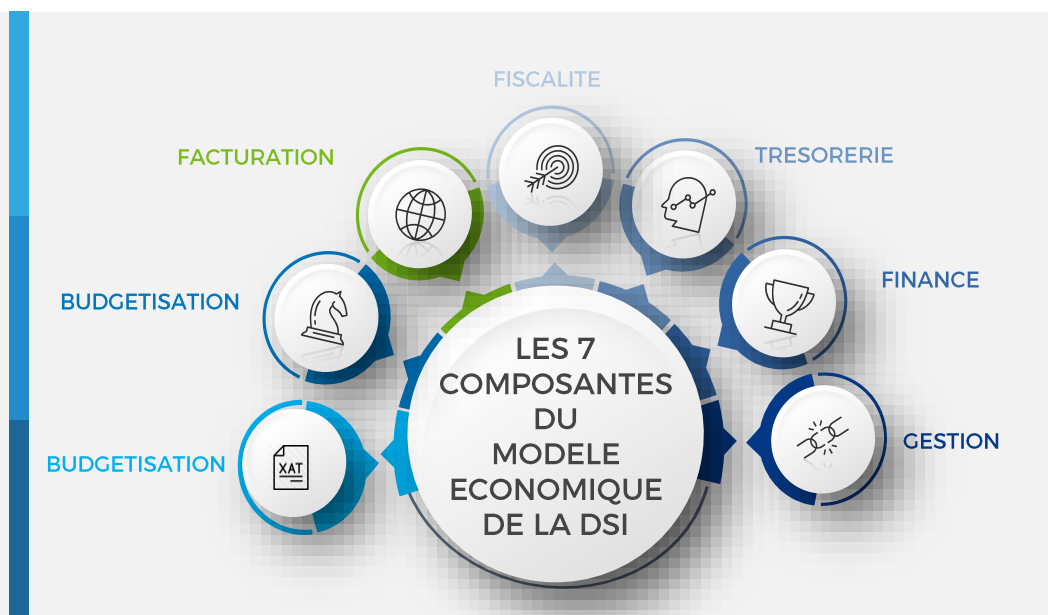 FISCALITE
FACTURATION
TRESORERIE
BUDGETISATION
FINANCE
BUDGETISATION
GESTION
XAT
LES 7
COMPOSANTES
DU
MODELE
ECONOMIQUE
DE LA DSI